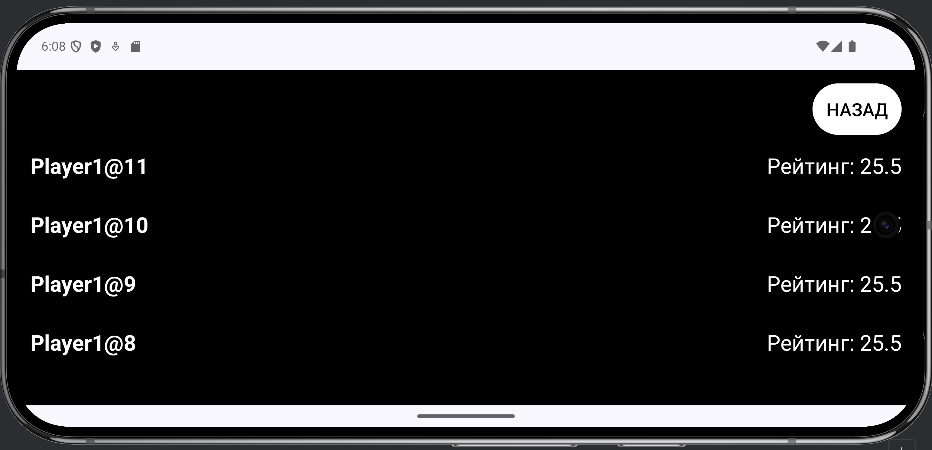 6:08
НАЗАД
Player1@11 Рейтинг: 25.5
Player1@10 Рейтинг:
Player1@9 Рейтинг: 25.5
Player1@8 Рейтинг: 25.5